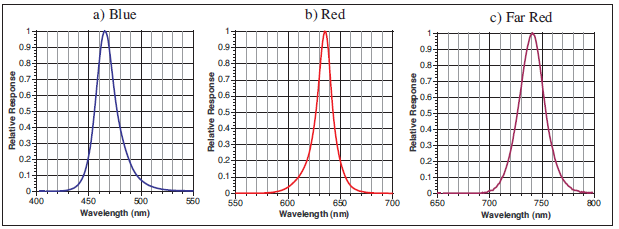 a) Blue
1
0.9
0.8
0.7
0.6
0.5
0.4
0.3
0.2
0.1
0
400 450 500 550
Relative Response
Wavelength (nm)
b) Red
1
0.9
0.8
0.7
0.6
0.5
0.4
0.3
0.2
0.1
550 600 650 700
Relative Response
Wavelength (nm)
c) Far Red
1
0.9
0.8
0.7
0.6
0.5
0.4
0.3
0.2
0.1
0
650 700 750 800
Relative Response
Wavelength (nm)